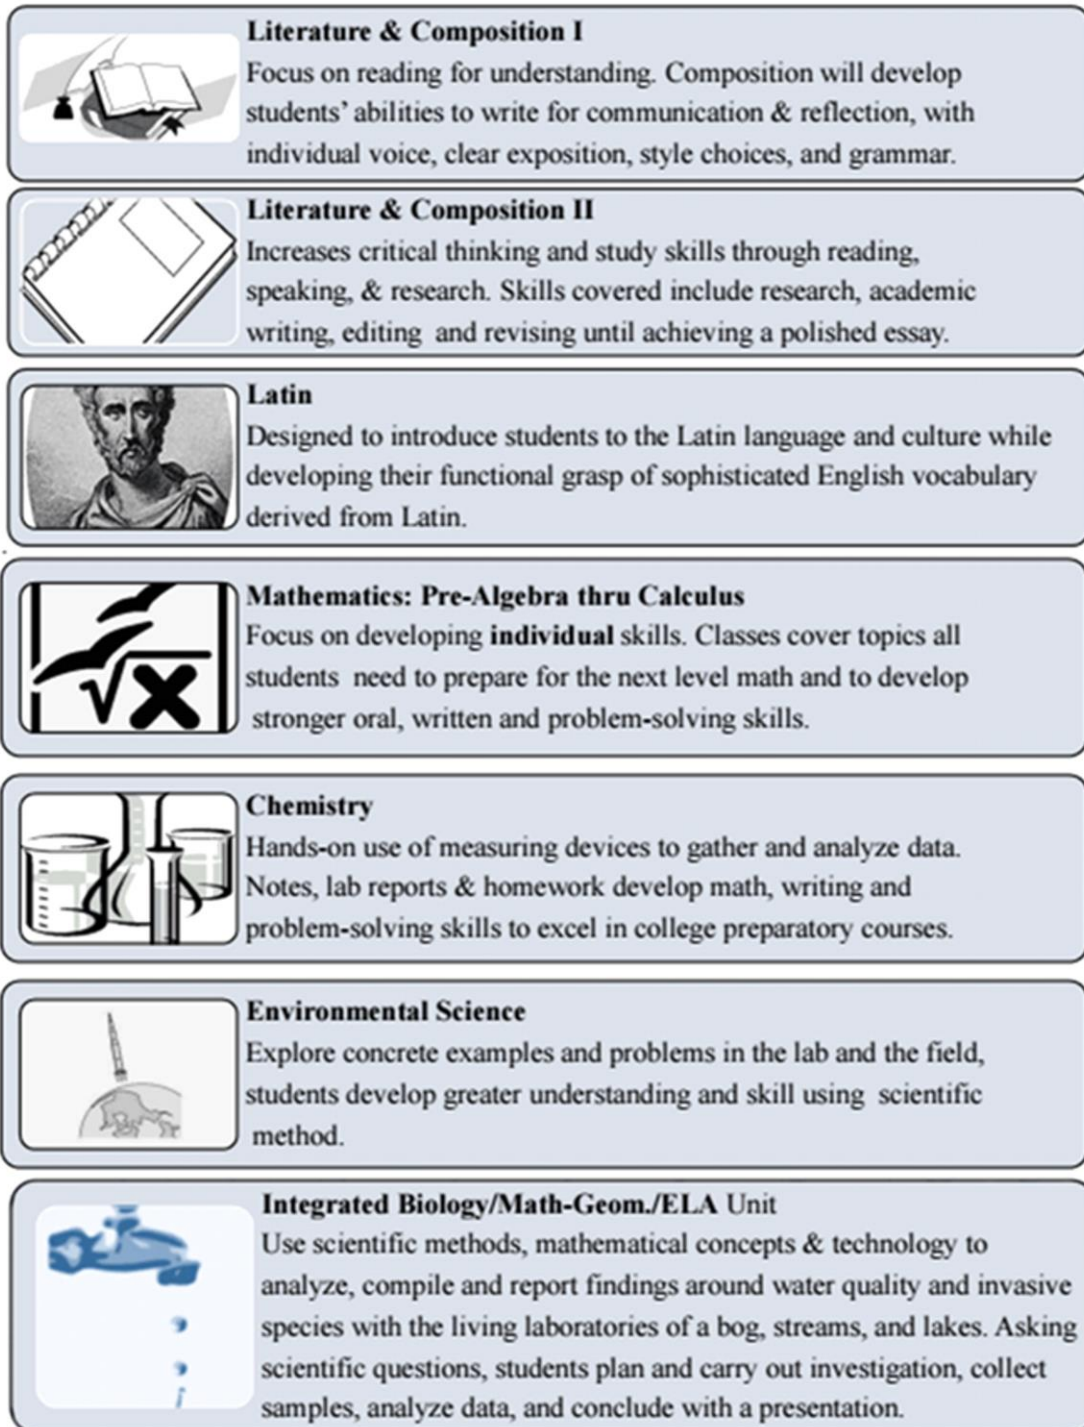 Literature & Composition I
Focus on reading for understanding. Composition will develop
students' abilities to write for communication & reflection, with
individual voice, clear exposition, style choices, and grammar.
Literature & Composition II
Increases critical thinking and study skills through reading,
speaking, & research. Skills covered include research, academic
writing, editing and revising until achieving a polished essay.
Latin
Designed to introduce students to the Latin language and culture while
developing their functional grasp of sophisticated English vocabulary
derived from Latin.
Mathematics: Pre-Algebra thru Calculus
Focus on developing individual skills. Classes cover topics all
students need to prepare for the next level math and to develop
stronger oral, written and problem-solving skills.
Chemistry
Hands-on use of measuring devices to gather and analyze data.
Notes, lab reports & homework develop math, writing and
problem-solving skills to excel in college preparatory courses.
Environmental Science
Explore concrete examples and problems in the lab and the field,
students develop greater understanding and skill using scientific
method.
Integrated Biology/Math-Geom./ELA Unit
Use scientific methods, mathematical concepts & technology to
analyze, compile and report findings around water quality and invasive
species with the living laboratories of a bog, streams, and lakes. Asking
scientific questions, students plan and carry out investigation, collect
samples, analyze data, and conclude with a presentation.